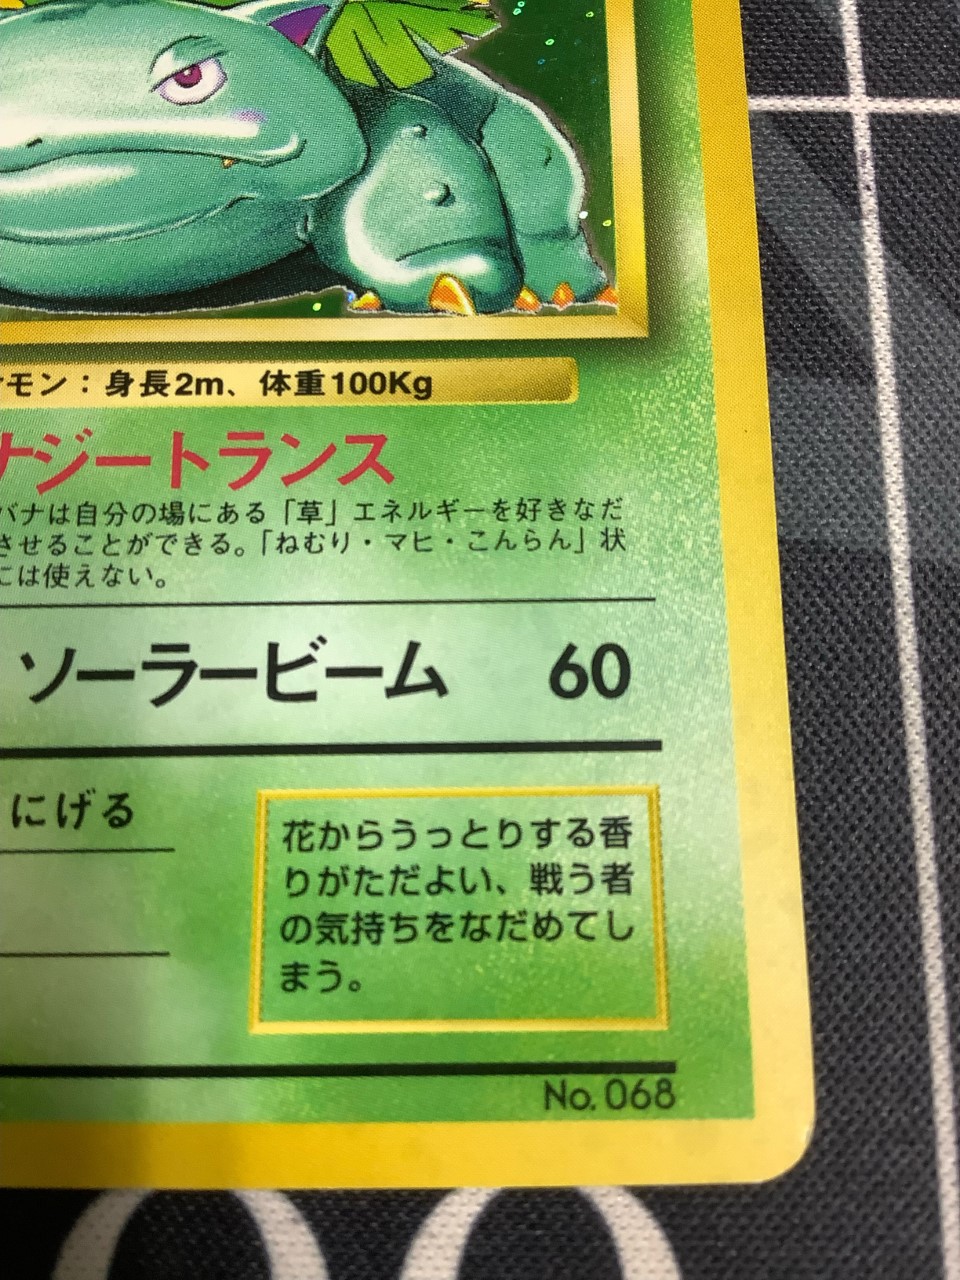 モン：身長2m、体重100Kg
ナジートランス
バナは自分の場にある「草」エネルギーを好きなだ
させることができる。「ねむり・マヒ・こんらん」状
には使えない。
ソーラービーム 60
にげる
花からうっとりする香
りがただよい、戦う者
の気持ちをなだめてし
まう。
No. 068